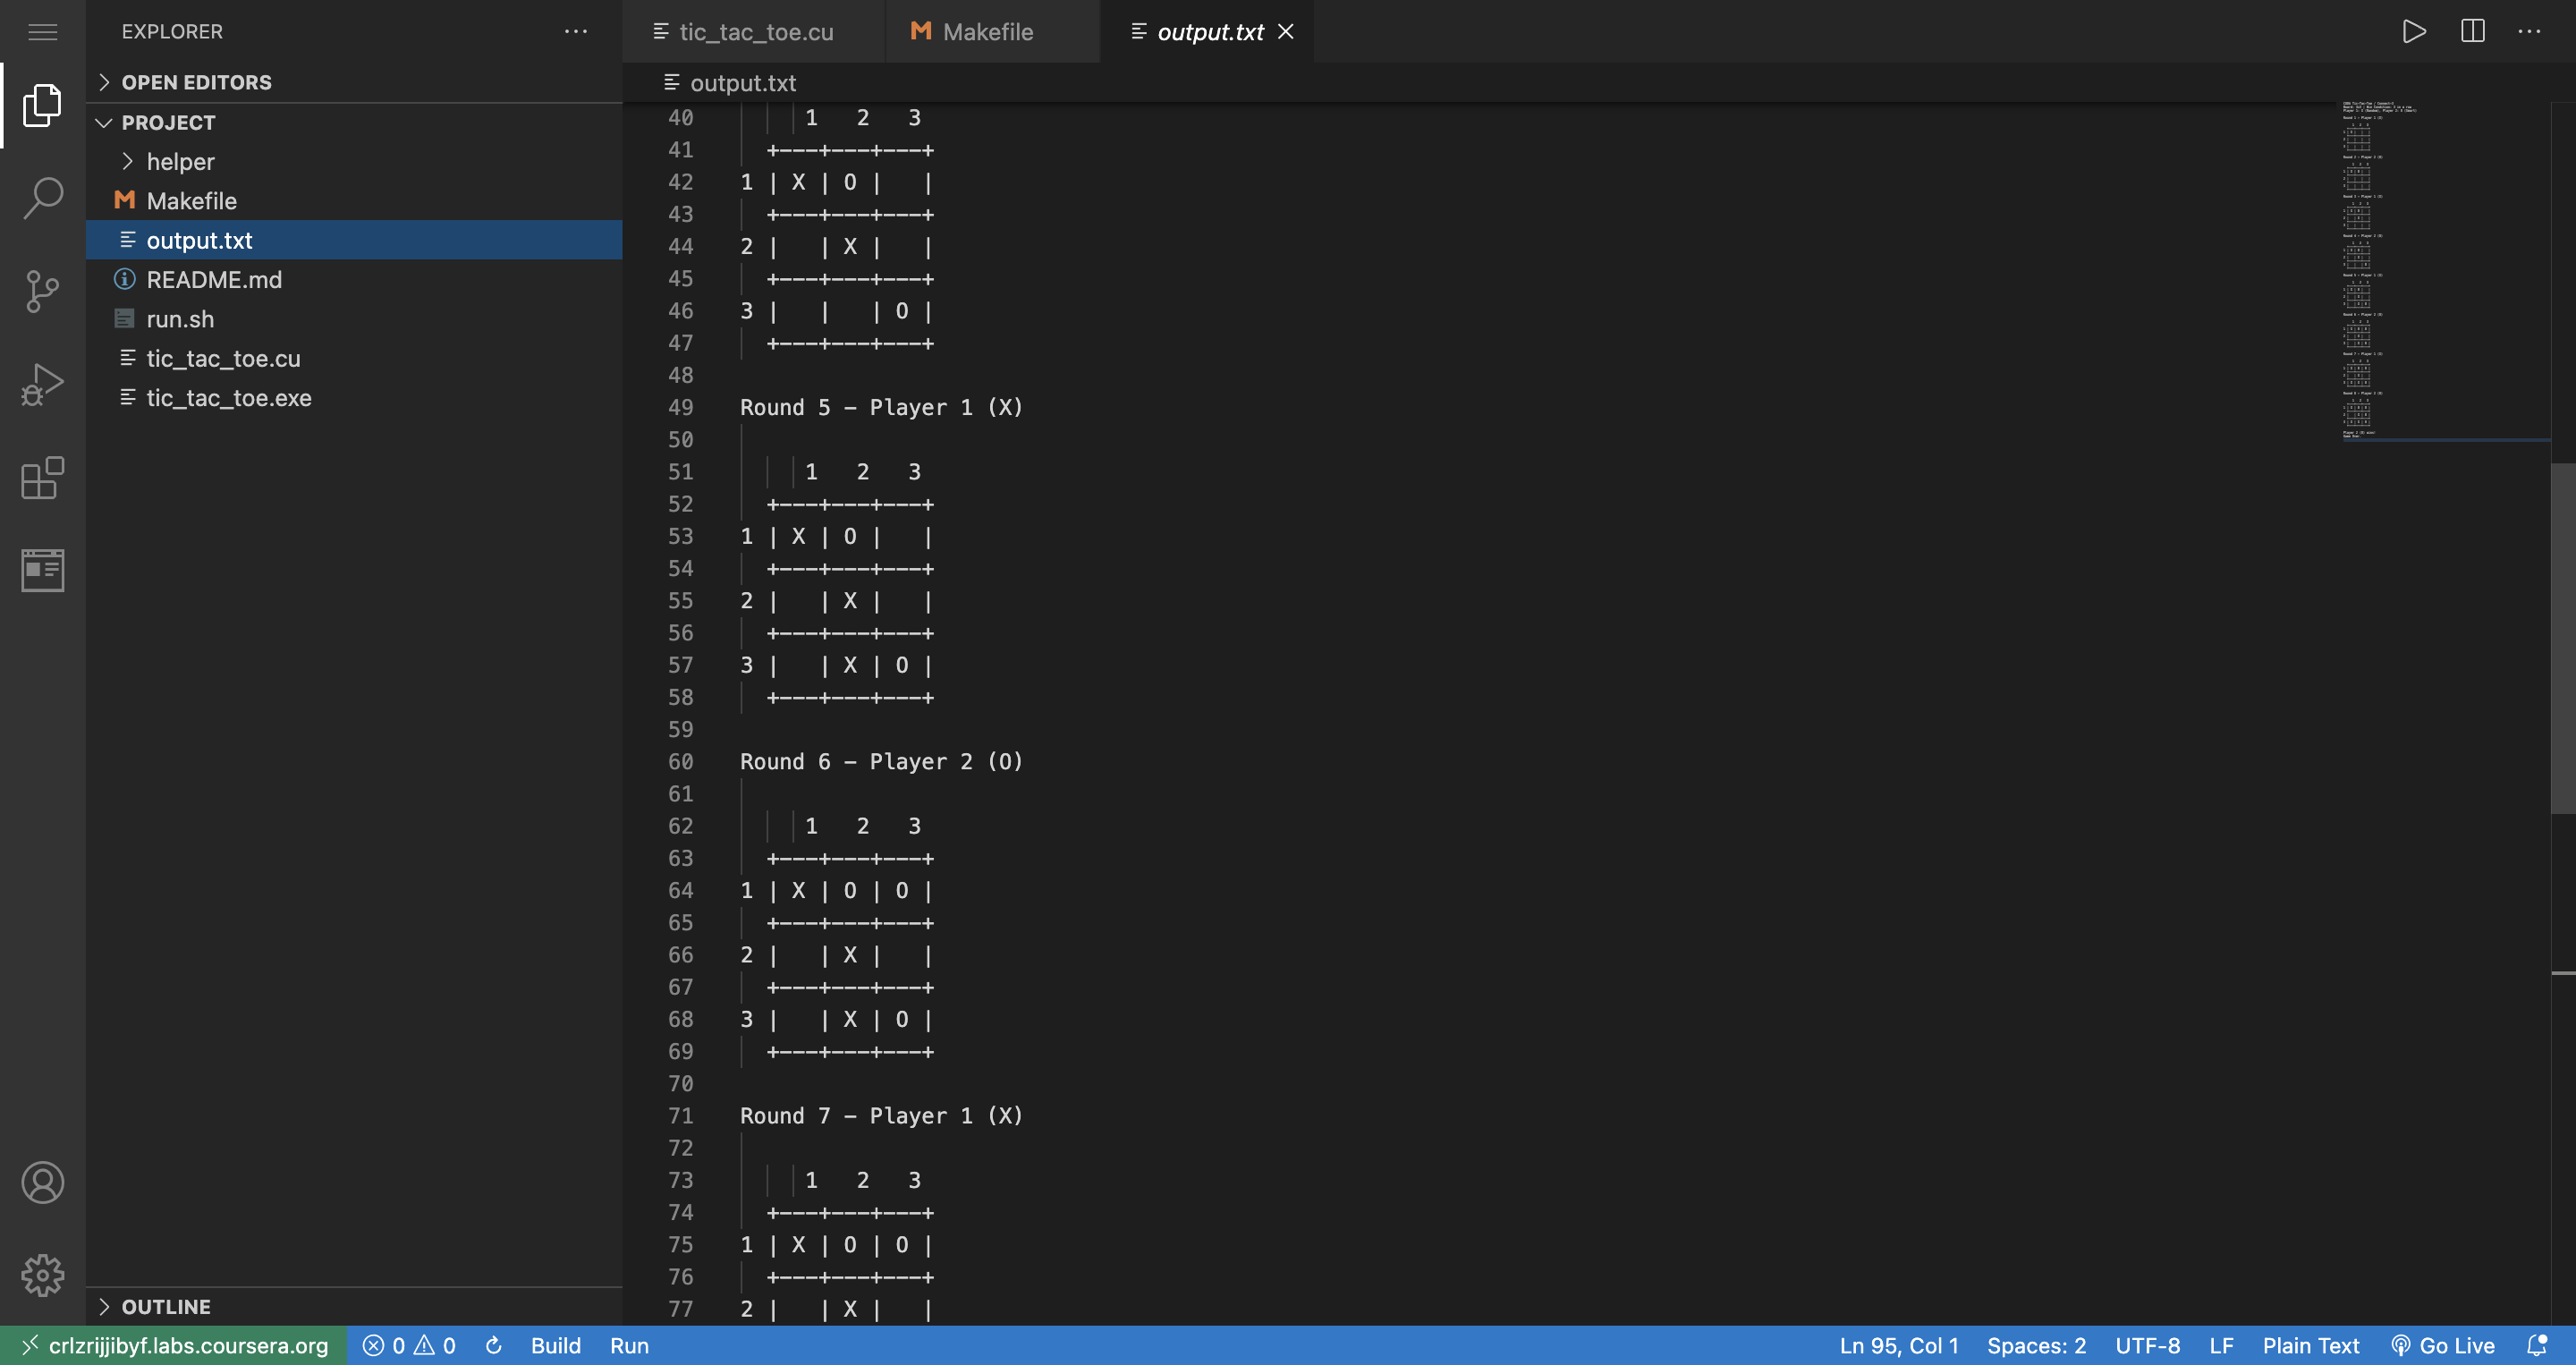 EXPLORER
OPEN EDITORS
PROJECT
helper
Makefile
output.txt
README.md
run.sh
tic_tac_toe.cu
tic_tac_toe.exe
OUTLINE
tic_tac_toe.cu Makefile output.txt
output.txt
40 1 2 3
41 +---+---+---+
42 1 | X | O |   |
43 +---+---+---+
44 2 |   | X |   |
45 +---+---+---+
46 3 |   |   | O |
47 +---+---+---+
48
49 Round 5 - Player 1 (X)
50
51 1 2 3
52 +---+---+---+
53 1 | X | O |   |
54 +---+---+---+
55 2 |   | X |   |
56 +---+---+---+
57 3 |   | X | O |
58 +---+---+---+
59
60 Round 6 - Player 2 (O)
61
62 1 2 3
63 +---+---+---+
64 1 | X | O | O |
65 +---+---+---+
66 2 |   | X |   |
67 +---+---+---+
68 3 |   | X | O |
69 +---+---+---+
70
71 Round 7 - Player 1 (X)
72
73 1 2 3
74 +---+---+---+
75 1 | X | O | O |
76 +---+---+---+
77 2 |   | X |   |
crlzrijjibyf.labs.coursera.org 0 0 Build Run Ln 95, Col 1 Spaces: 2 UTF-8 LF Plain Text Go Live